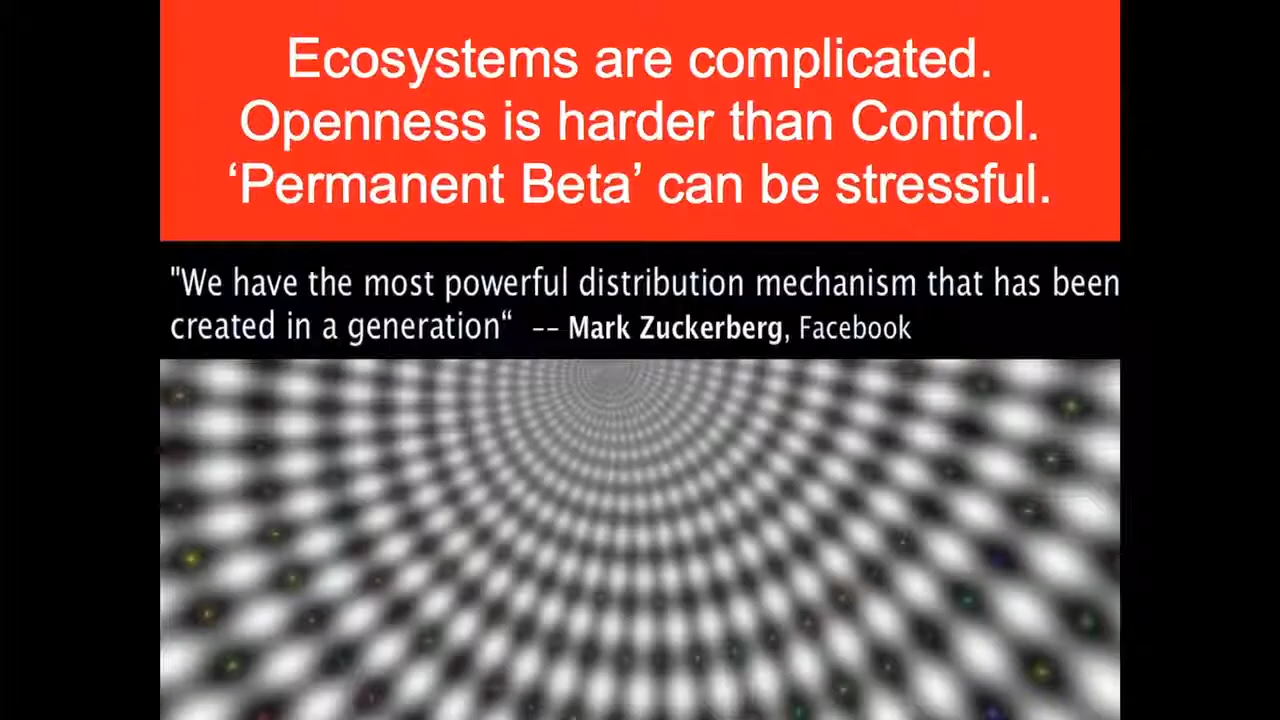 Ecosystems are complicated.
Openness is harder than Control.
‘Permanent Beta’ can be stressful.
"We have the most powerful distribution mechanism that has been
created in a generation“ -- Mark Zuckerberg, Facebook